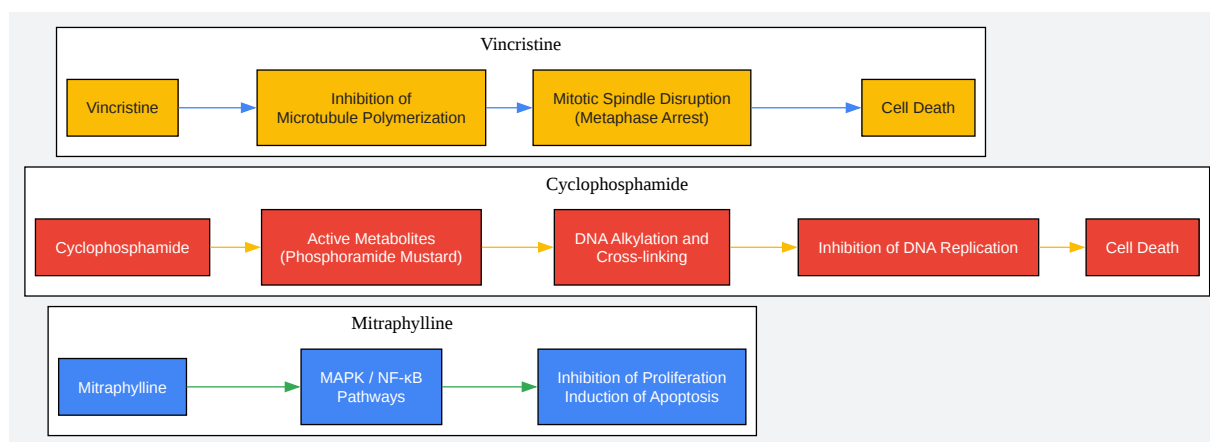 Vincristine
Vincristine
Inhibition of
Microtubule Polymerization
Mitotic Spindle Disruption
(Metaphase Arrest)
Cell Death
Cyclophosphamide
Cyclophosphamide
Active Metabolites
(Phosphoramide Mustard)
DNA Alkylation and
Cross-linking
Inhibition of DNA Replication
Cell Death
Mitraphylline
Mitraphylline
MAPK / NF-κB
Pathways
Inhibition of Proliferation
Induction of Apoptosis